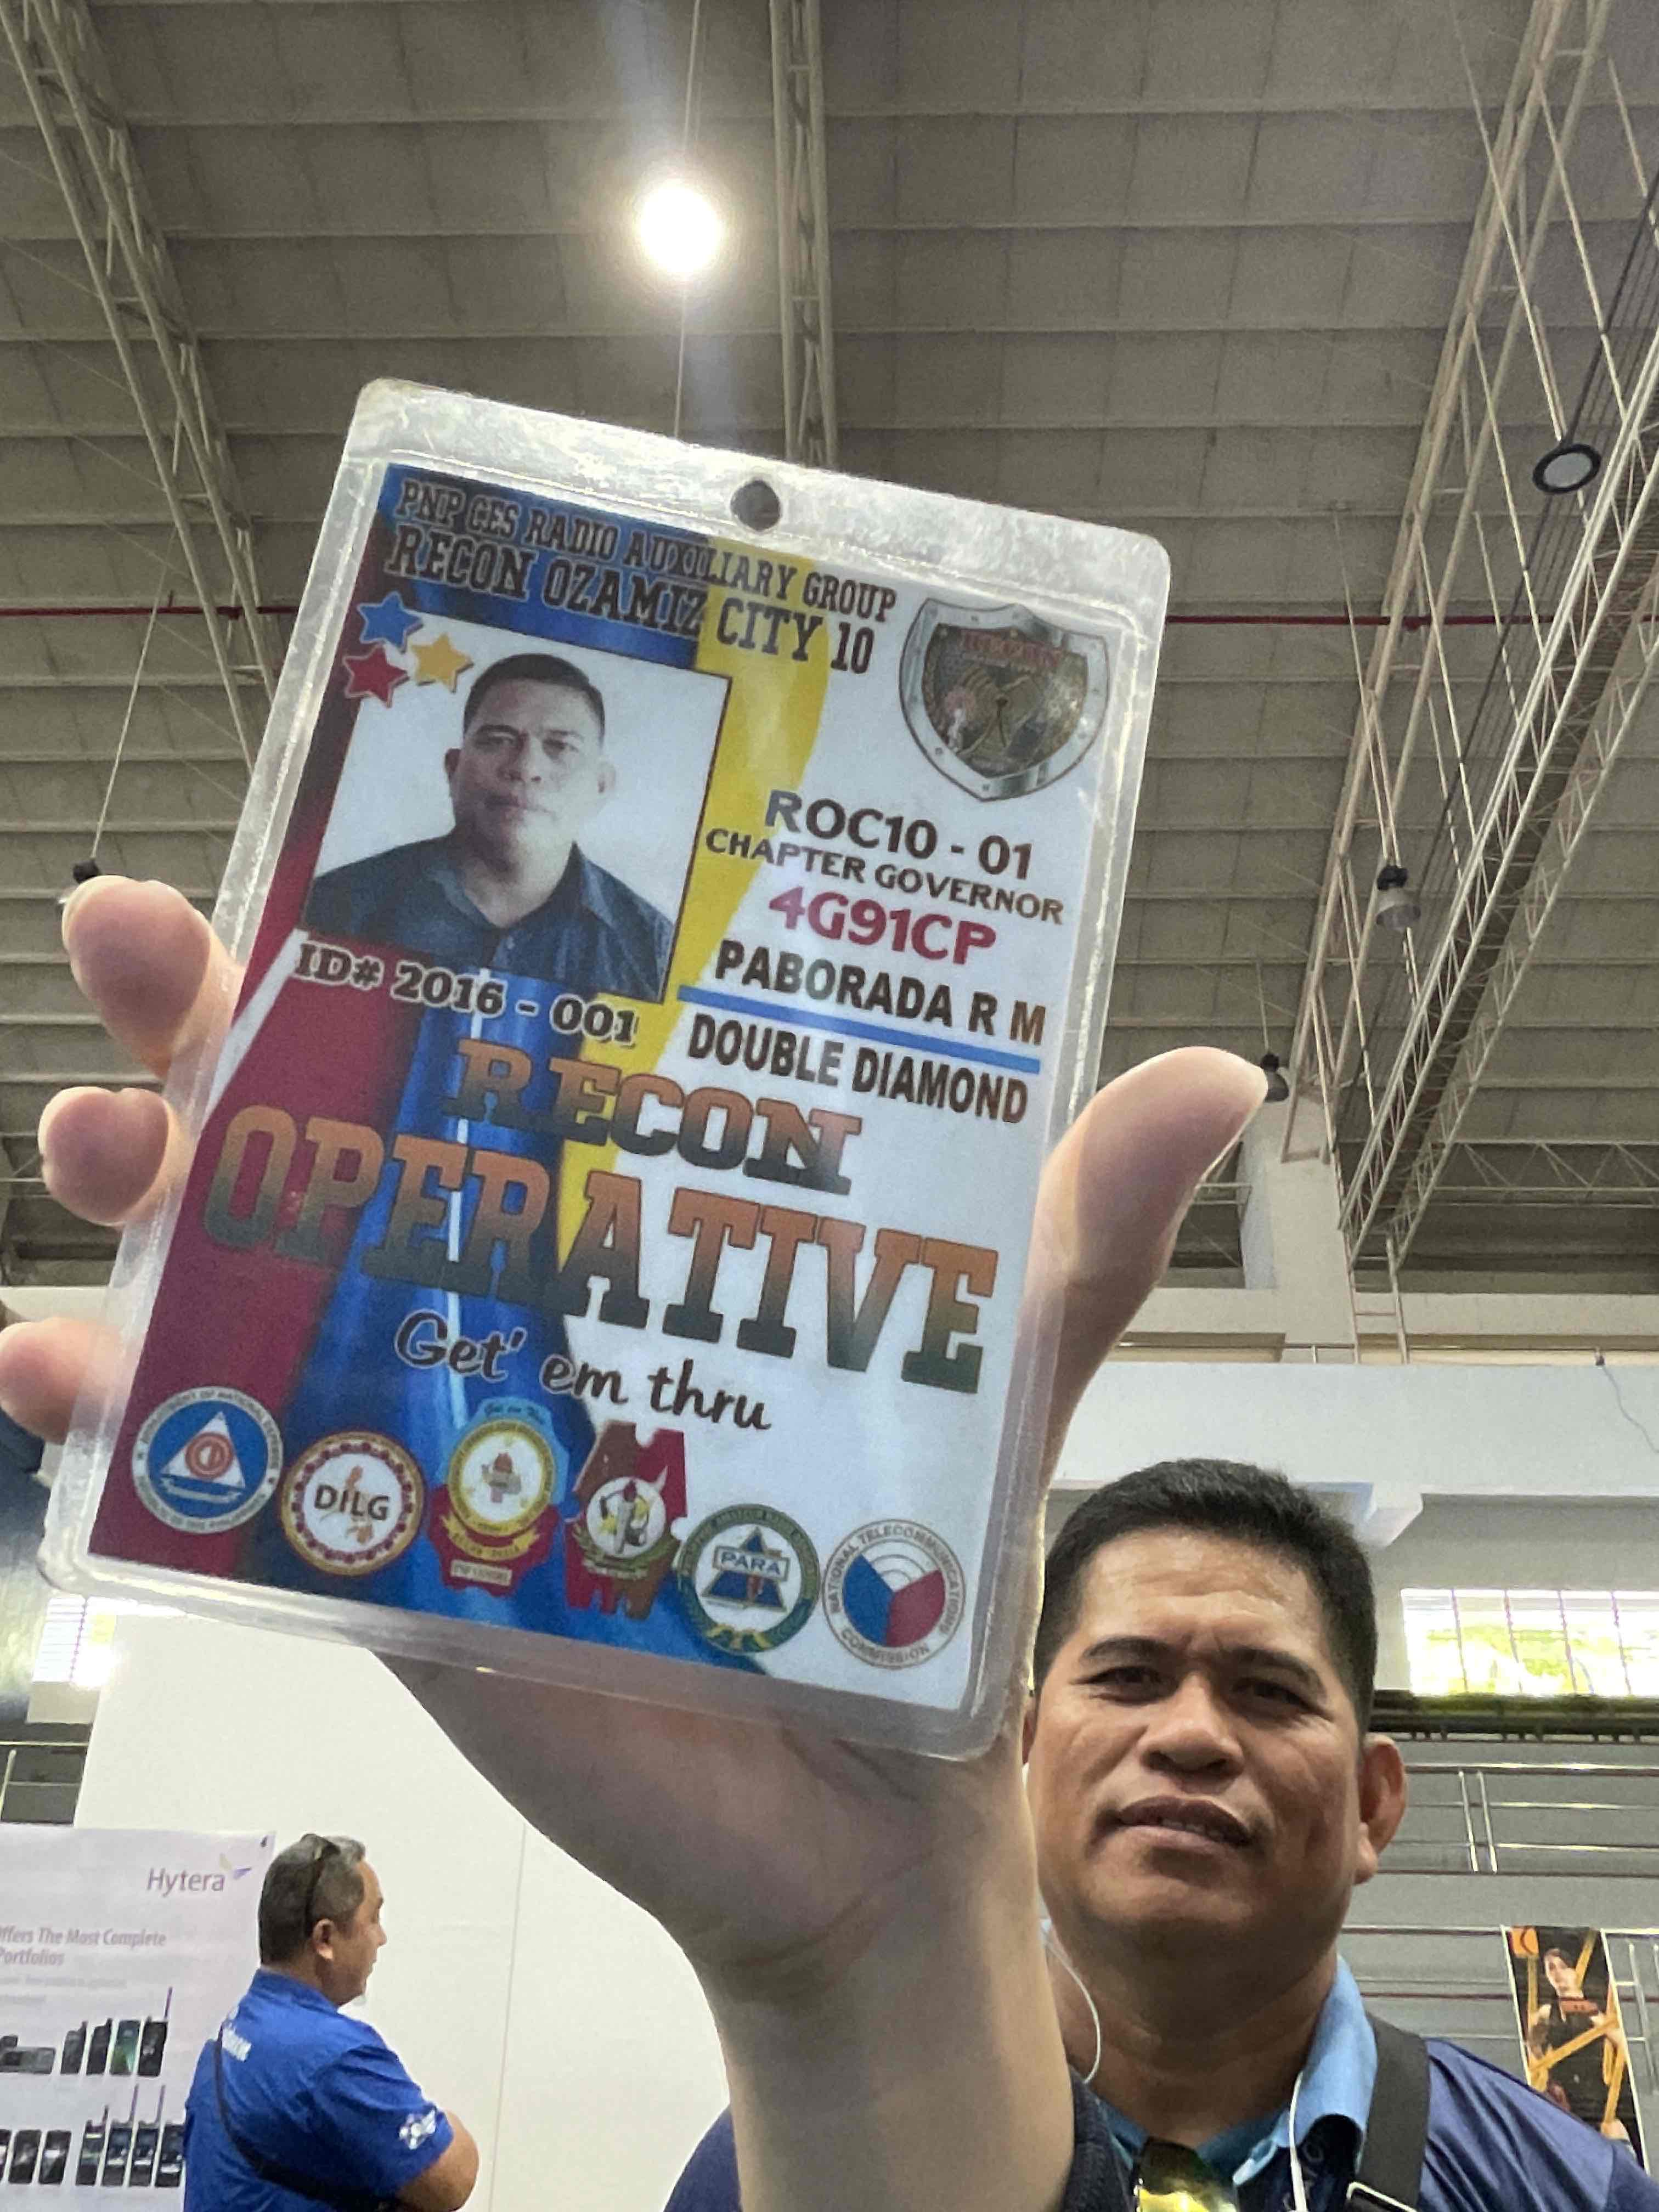 PNP CES RADIO AUXILIARY GROUP
RECON OZAMIZ CITY 10
ROC10 - 01
CHAPTER GOVERNOR
4G91CP
PABORADA R M
DOUBLE DIAMOND
ID# 2016 - 001
RECON
OPERATIVE
Get' em thru
DILG
PARA
NATIONAL TELECOMMUNICATIONS
COMMISSION
Hytera
ffers The Most Complete
Portfolios